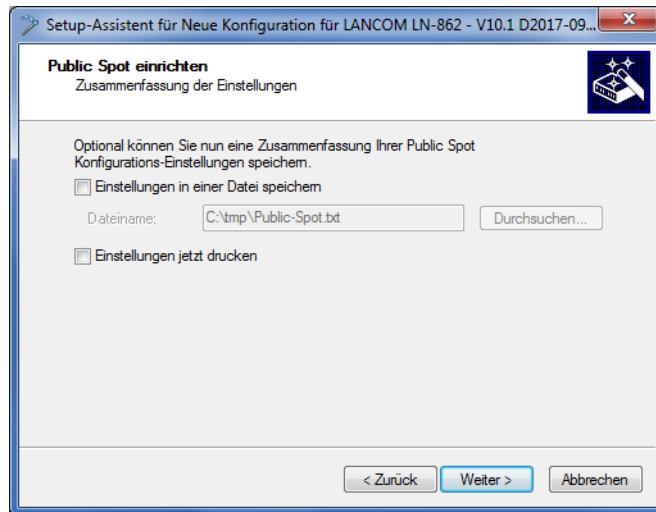 Setup-Assistent für Neue Konfiguration für LANCOM LN-862 - V10.1 D2017-09...
Public Spot einrichten
Zusammenfassung der Einstellungen
Optional können Sie nun eine Zusammenfassung Ihrer Public Spot
Konfigurations-Einstellungen speichern.
Einstellungen in einer Datei speichern
Dateiname: C:\tmp\Public-Spot.txt Durchsuchen...
Einstellungen jetzt drucken
< Zurück Weiter > Abbrechen